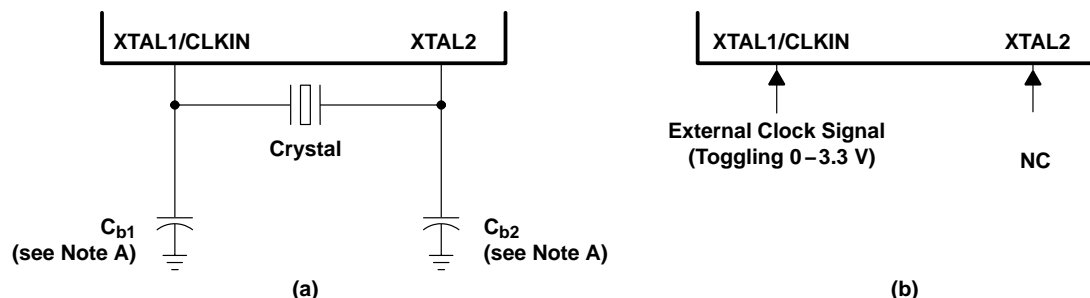 XTAL1/CLKIN XTAL2
Crystal
Cb1
(see Note A)
Cb2
(see Note A)
(a)
XTAL1/CLKIN XTAL2
External Clock Signal
(Toggling 0–3.3 V)
NC
(b)